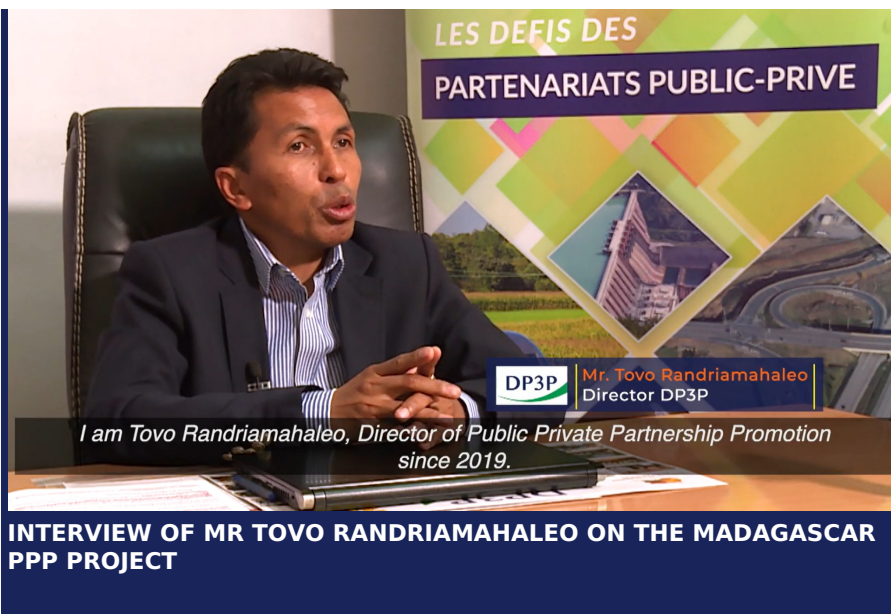 LES DEFIS DES
PARTENARIATS PUBLIC-PRIVE
DP3P
Mr. Tovo Randriamahaleo
Director DP3P
I am Tovo Randriamahaleo, Director of Public Private Partnership Promotion
since 2019.
INTERVIEW OF MR TOVO RANDRIAMAHALEO ON THE MADAGASCAR
PPP PROJECT